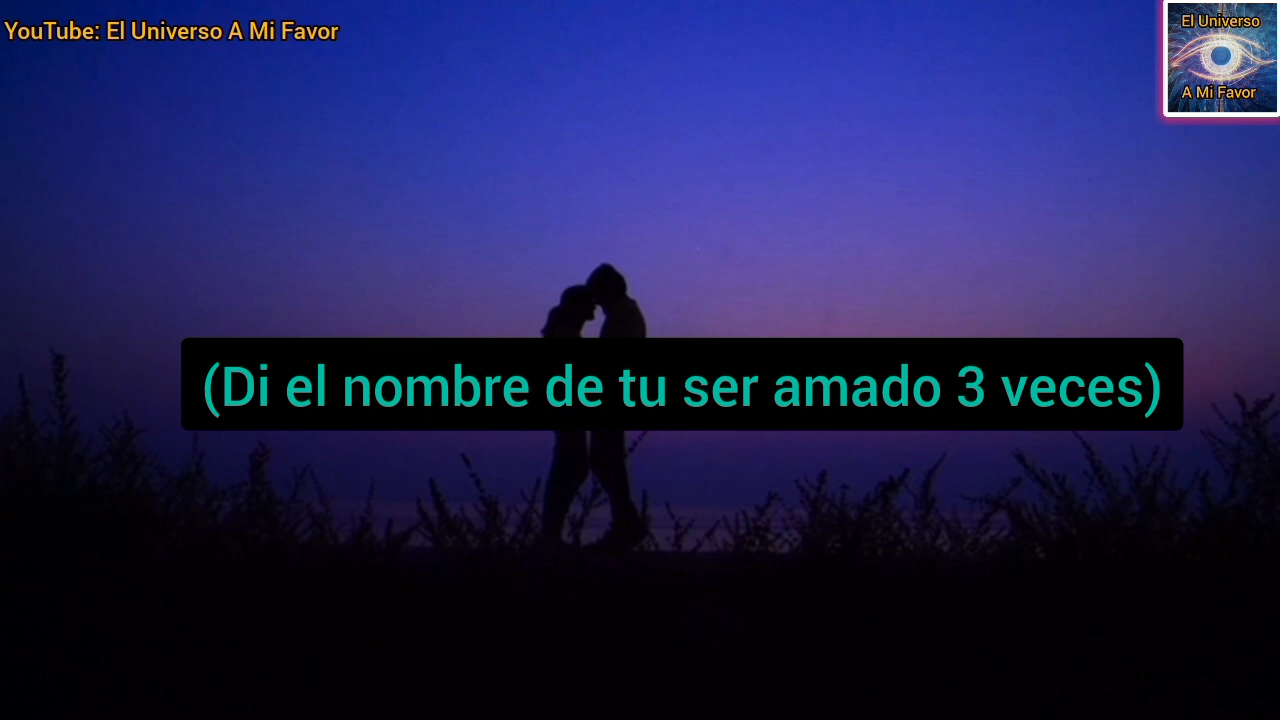 YouTube: El Universo A Mi Favor
El Universo
A Mi Favor
(Di el nombre de tu ser amado 3 veces)